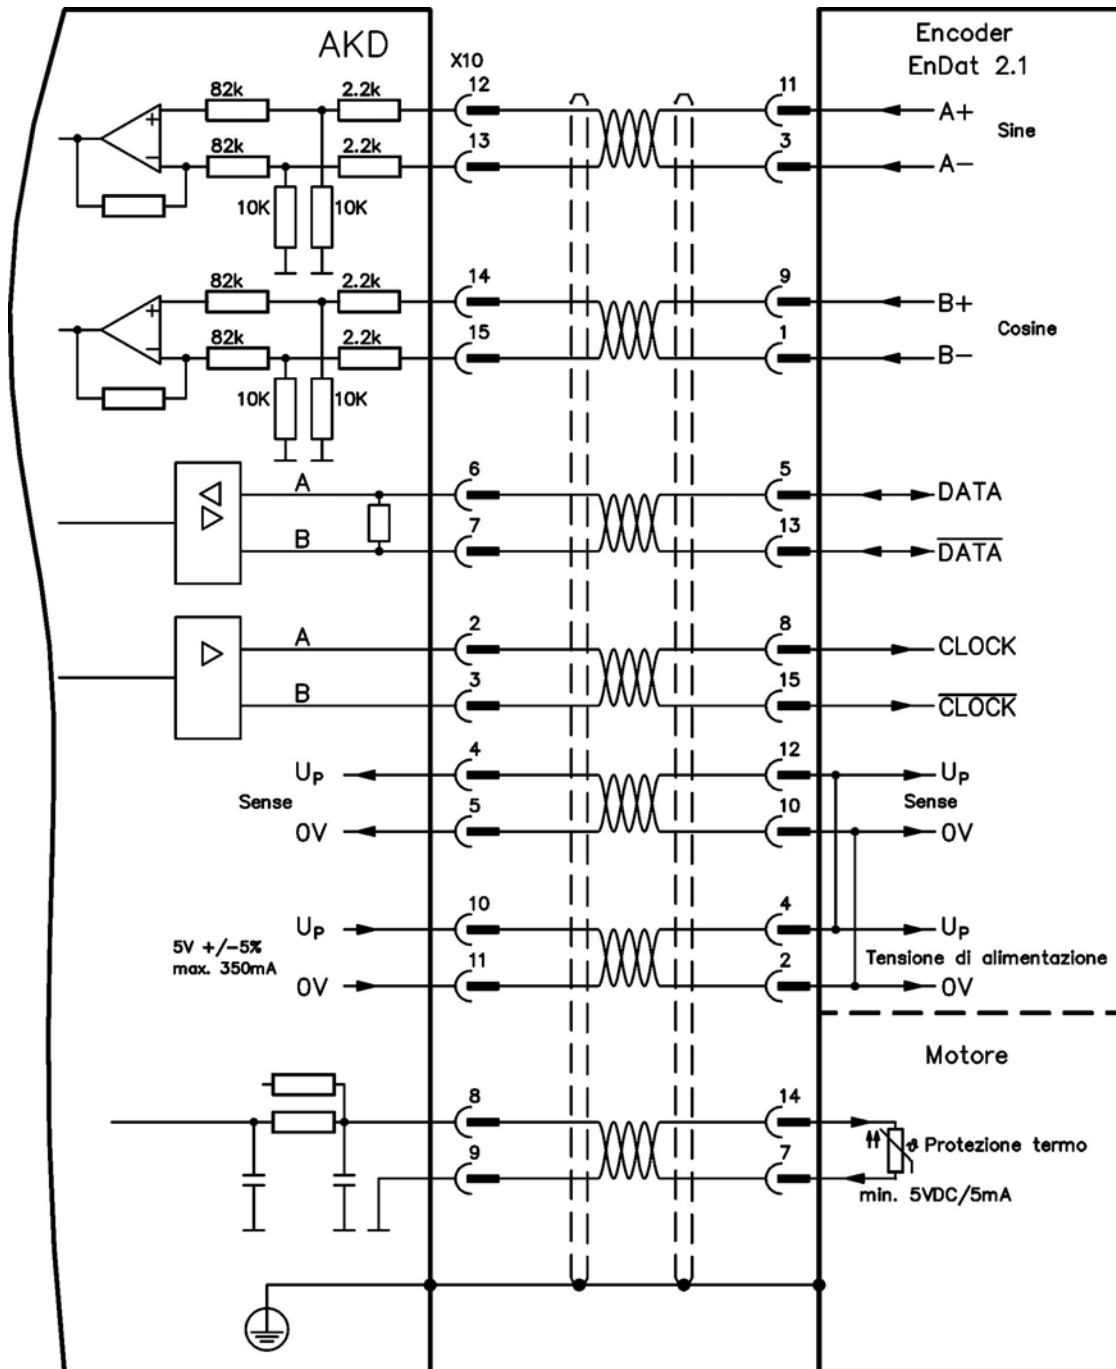 AKD
X10
Encoder
EnDat 2.1
82k 2.2k 12 11 A+
Sine
82k 2.2k 13 3 A−
10K 10K
82k 2.2k 14 9 B+
Cosine
82k 2.2k 15 1 B−
10K 10K
A 6 5 DATA
B 7 13 DATA
A 2 8 CLOCK
B 3 15 CLOCK
UP 4 12 UP
Sense Sense
0V 5 10 0V
UP 10 4 UP
5V +/−5%
max. 350mA
Tensione di alimentazione
0V 11 2 0V
Motore
8 14
ϑ Protezione termo
9 7
min. 5VDC/5mA